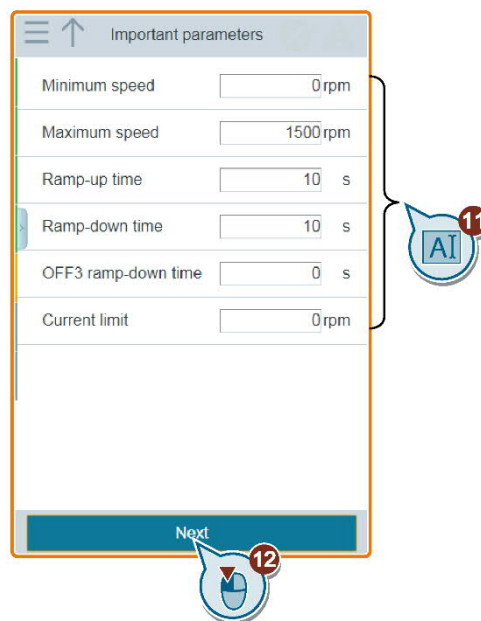 Important parameters
Minimum speed 0 rpm
Maximum speed 1500 rpm
Ramp-up time 10 s
Ramp-down time 10 s
OFF3 ramp-down time 0 s
Current limit 0 rpm
11
AI
Next
12